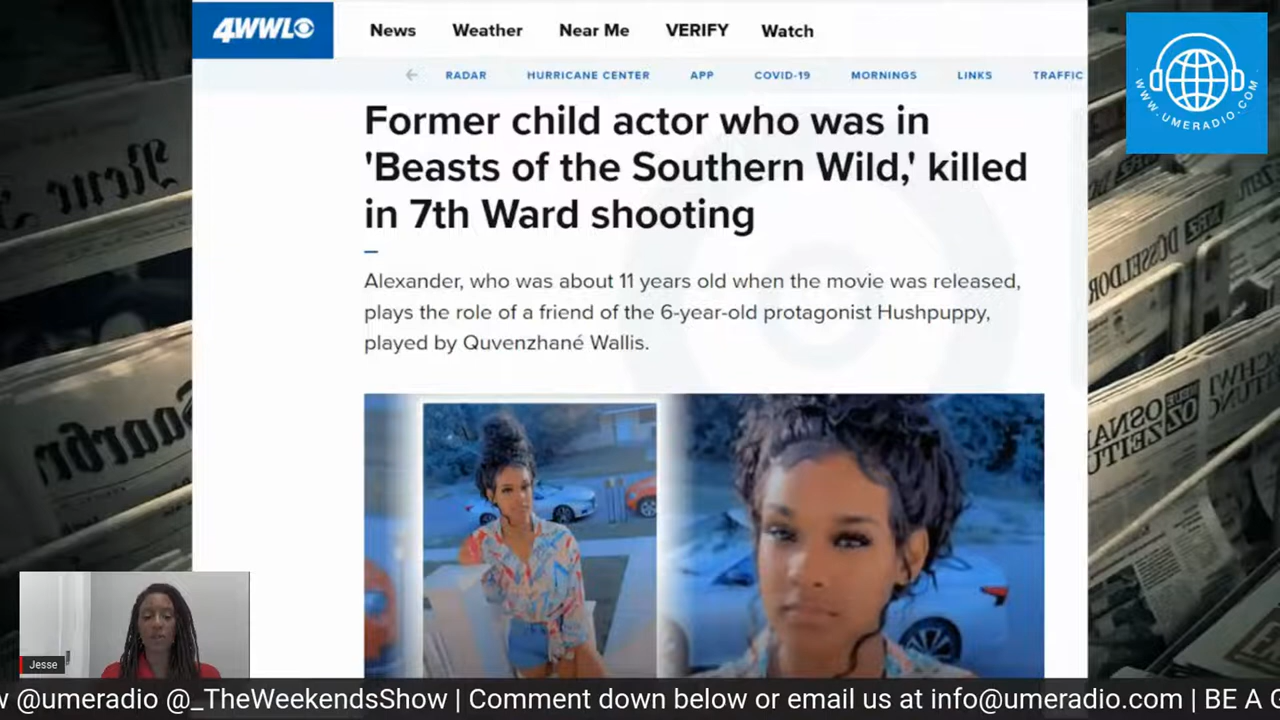 4WWL
News Weather Near Me VERIFY Watch
RADAR HURRICANE CENTER APP COVID-19 MORNINGS LINKS TRAFFIC
WWW.UMERADIO.COM
Former child actor who was in
'Beasts of the Southern Wild,' killed
in 7th Ward shooting
Alexander, who was about 11 years old when the movie was released,
plays the role of a friend of the 6-year-old protagonist Hushpuppy,
played by Quvenzhané Wallis.
DÜSSELDOR
OSNA
ZEITU
Jesse
@umeradio @_TheWeekendsShow | Comment down below or email us at info@umeradio.com | BE A